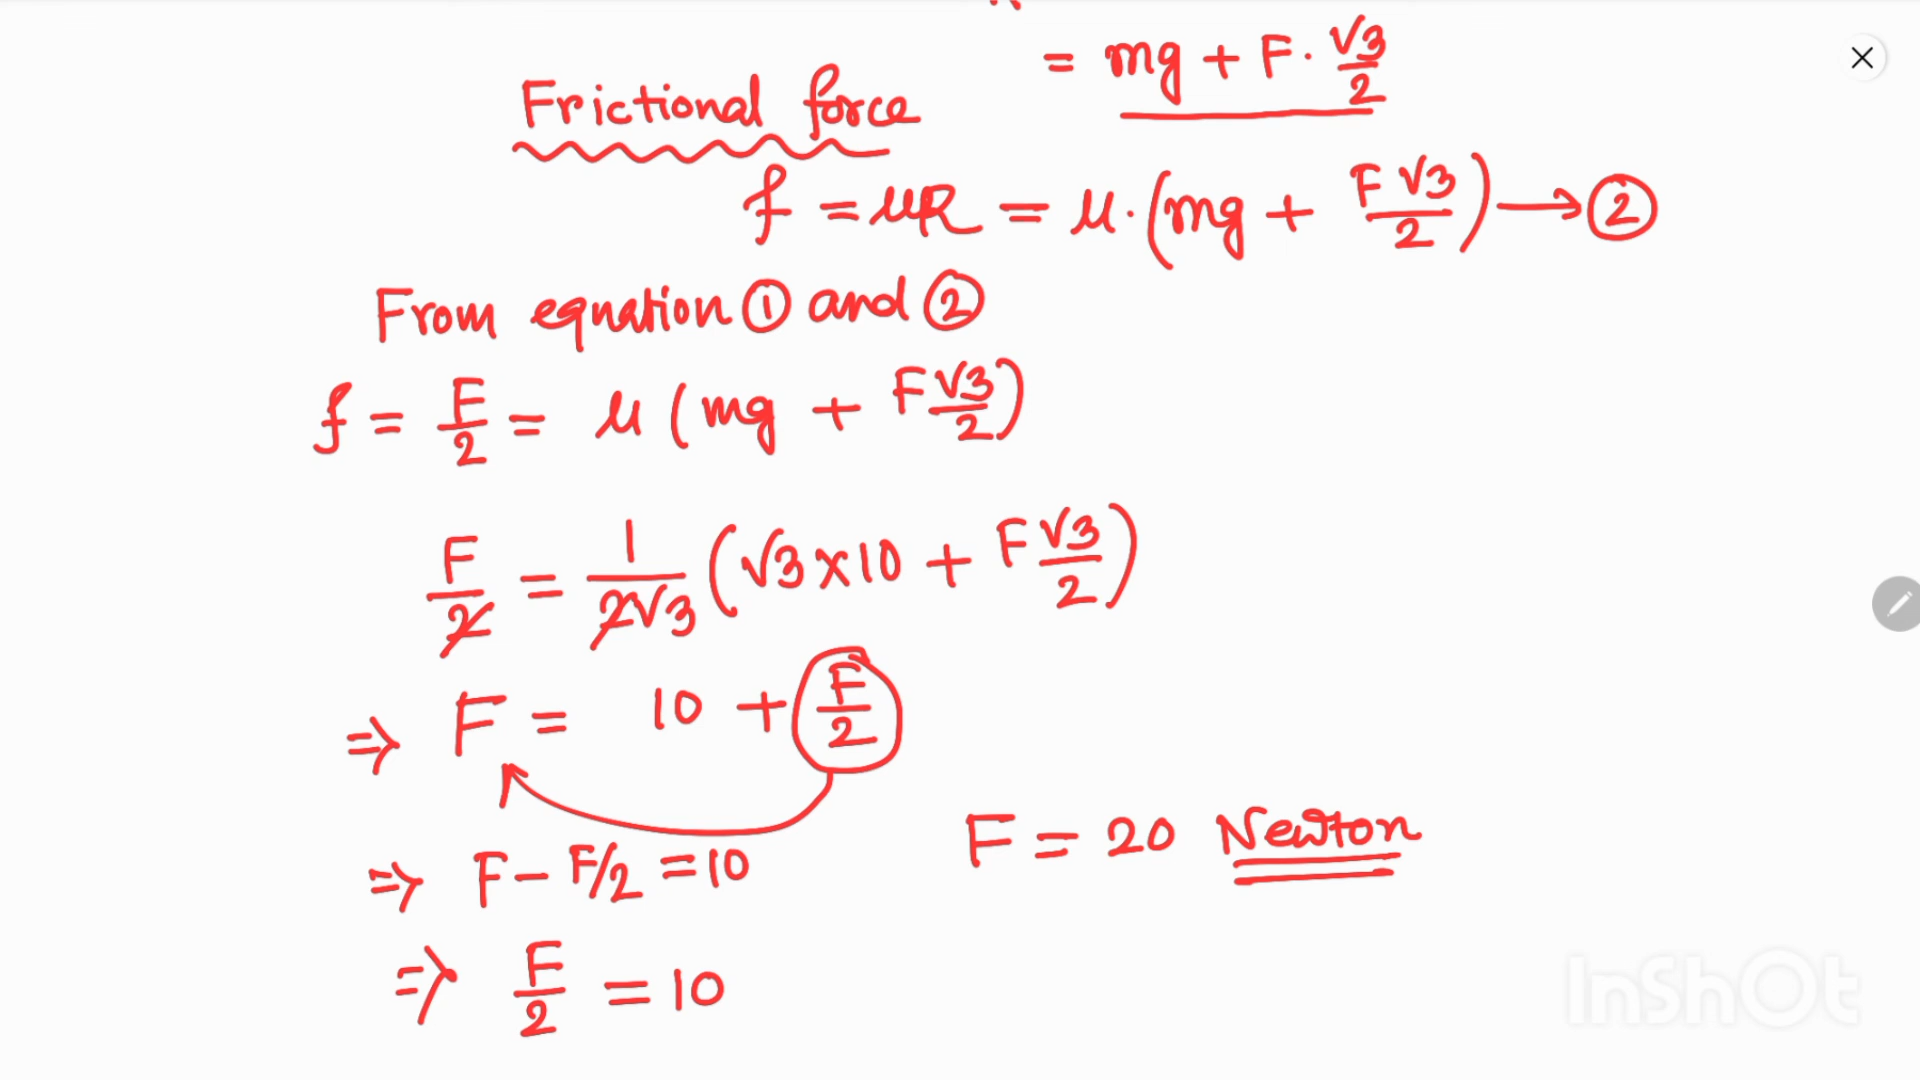 = mg + F · √3/2
Frictional force
f = μR = μ · (mg + F√3/2) → ②
From equation ① and ②
f = F/2 = μ (mg + F√3/2)
F/2 = 1/2√3 (√3 × 10 + F√3/2)
⇒ F = 10 + F/2
⇒ F − F/2 = 10
F = 20 Newton
⇒ F/2 = 10
InShOt